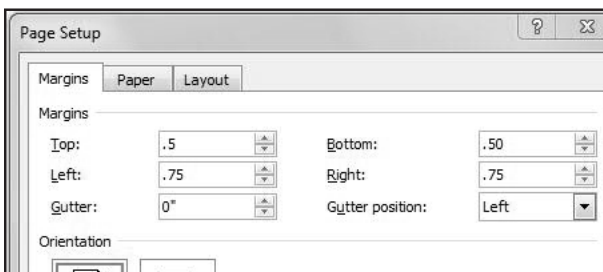 Page Setup
Margins Paper Layout
Margins
Top: .5 Bottom: .50
Left: .75 Right: .75
Gutter: 0" Gutter position: Left
Orientation